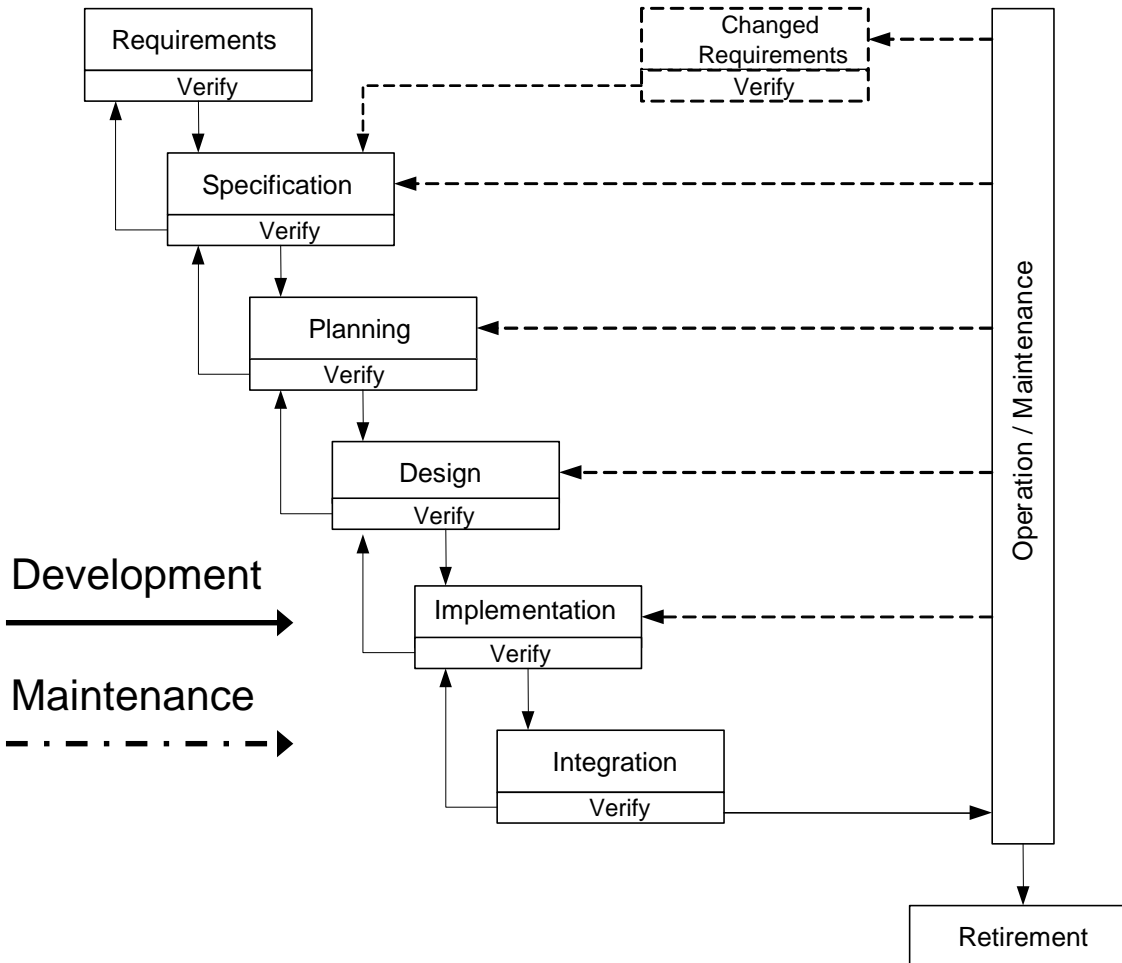 Requirements
Verify
Changed
Requirements
Verify
Specification
Verify
Planning
Verify
Design
Verify
Implementation
Verify
Integration
Verify
Operation / Maintenance
Retirement
Development
Maintenance